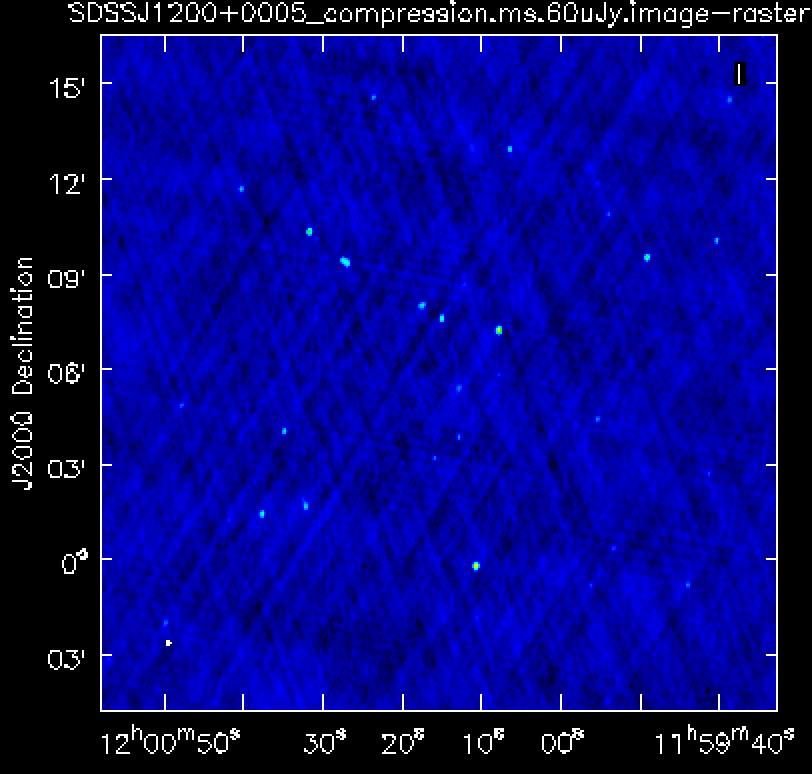 SDSSJ1200+0005_compression.ms.60uJy.image-raster
I
15'
12'
09'
J2000 Declination
06'
03'
0°
03'
12ʰ00ᵐ50ˢ 30ˢ 20ˢ 10ˢ 00ˢ 11ʰ59ᵐ40ˢ